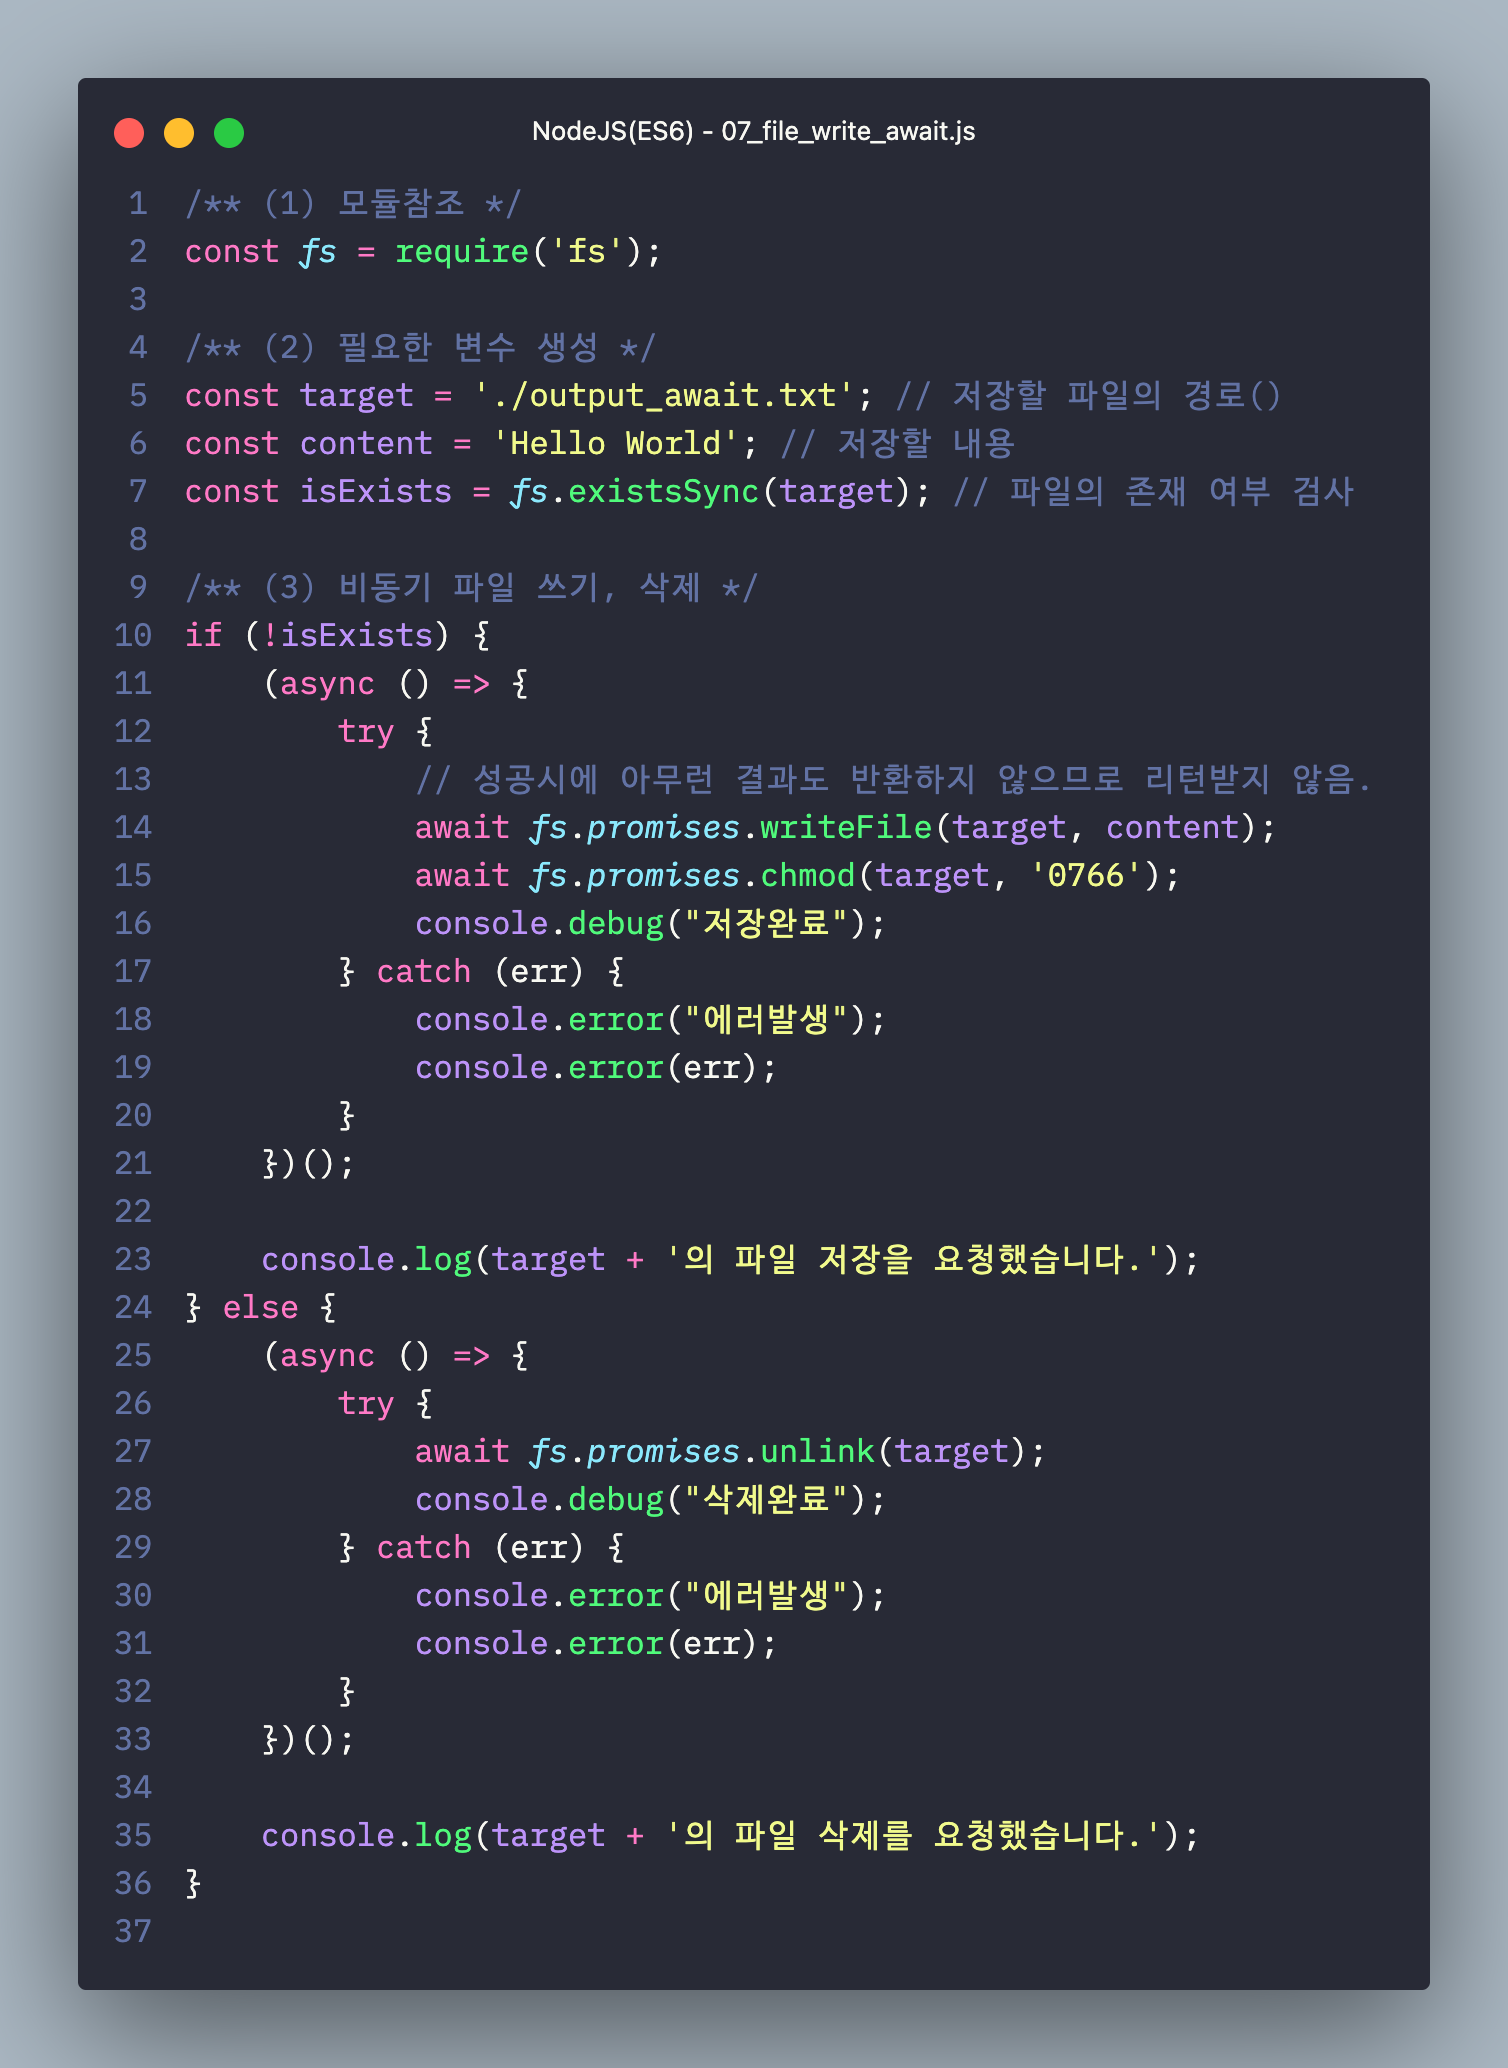 NodeJS(ES6) - 07_file_write_await.js
1 /** (1) 모듈참조 */
2 const fs = require('fs');
3
4 /** (2) 필요한 변수 생성 */
5 const target = './output_await.txt'; // 저장할 파일의 경로()
6 const content = 'Hello World'; // 저장할 내용
7 const isExists = fs.existsSync(target); // 파일의 존재 여부 검사
8
9 /** (3) 비동기 파일 쓰기, 삭제 */
10 if (!isExists) {
11     (async () => {
12         try {
13             // 성공시에 아무런 결과도 반환하지 않으므로 리턴받지 않음.
14             await fs.promises.writeFile(target, content);
15             await fs.promises.chmod(target, '0766');
16             console.debug("저장완료");
17         } catch (err) {
18             console.error("에러발생");
19             console.error(err);
20         }
21     })();
22
23     console.log(target + '의 파일 저장을 요청했습니다.');
24 } else {
25     (async () => {
26         try {
27             await fs.promises.unlink(target);
28             console.debug("삭제완료");
29         } catch (err) {
30             console.error("에러발생");
31             console.error(err);
32         }
33     })();
34
35     console.log(target + '의 파일 삭제를 요청했습니다.');
36 }
37